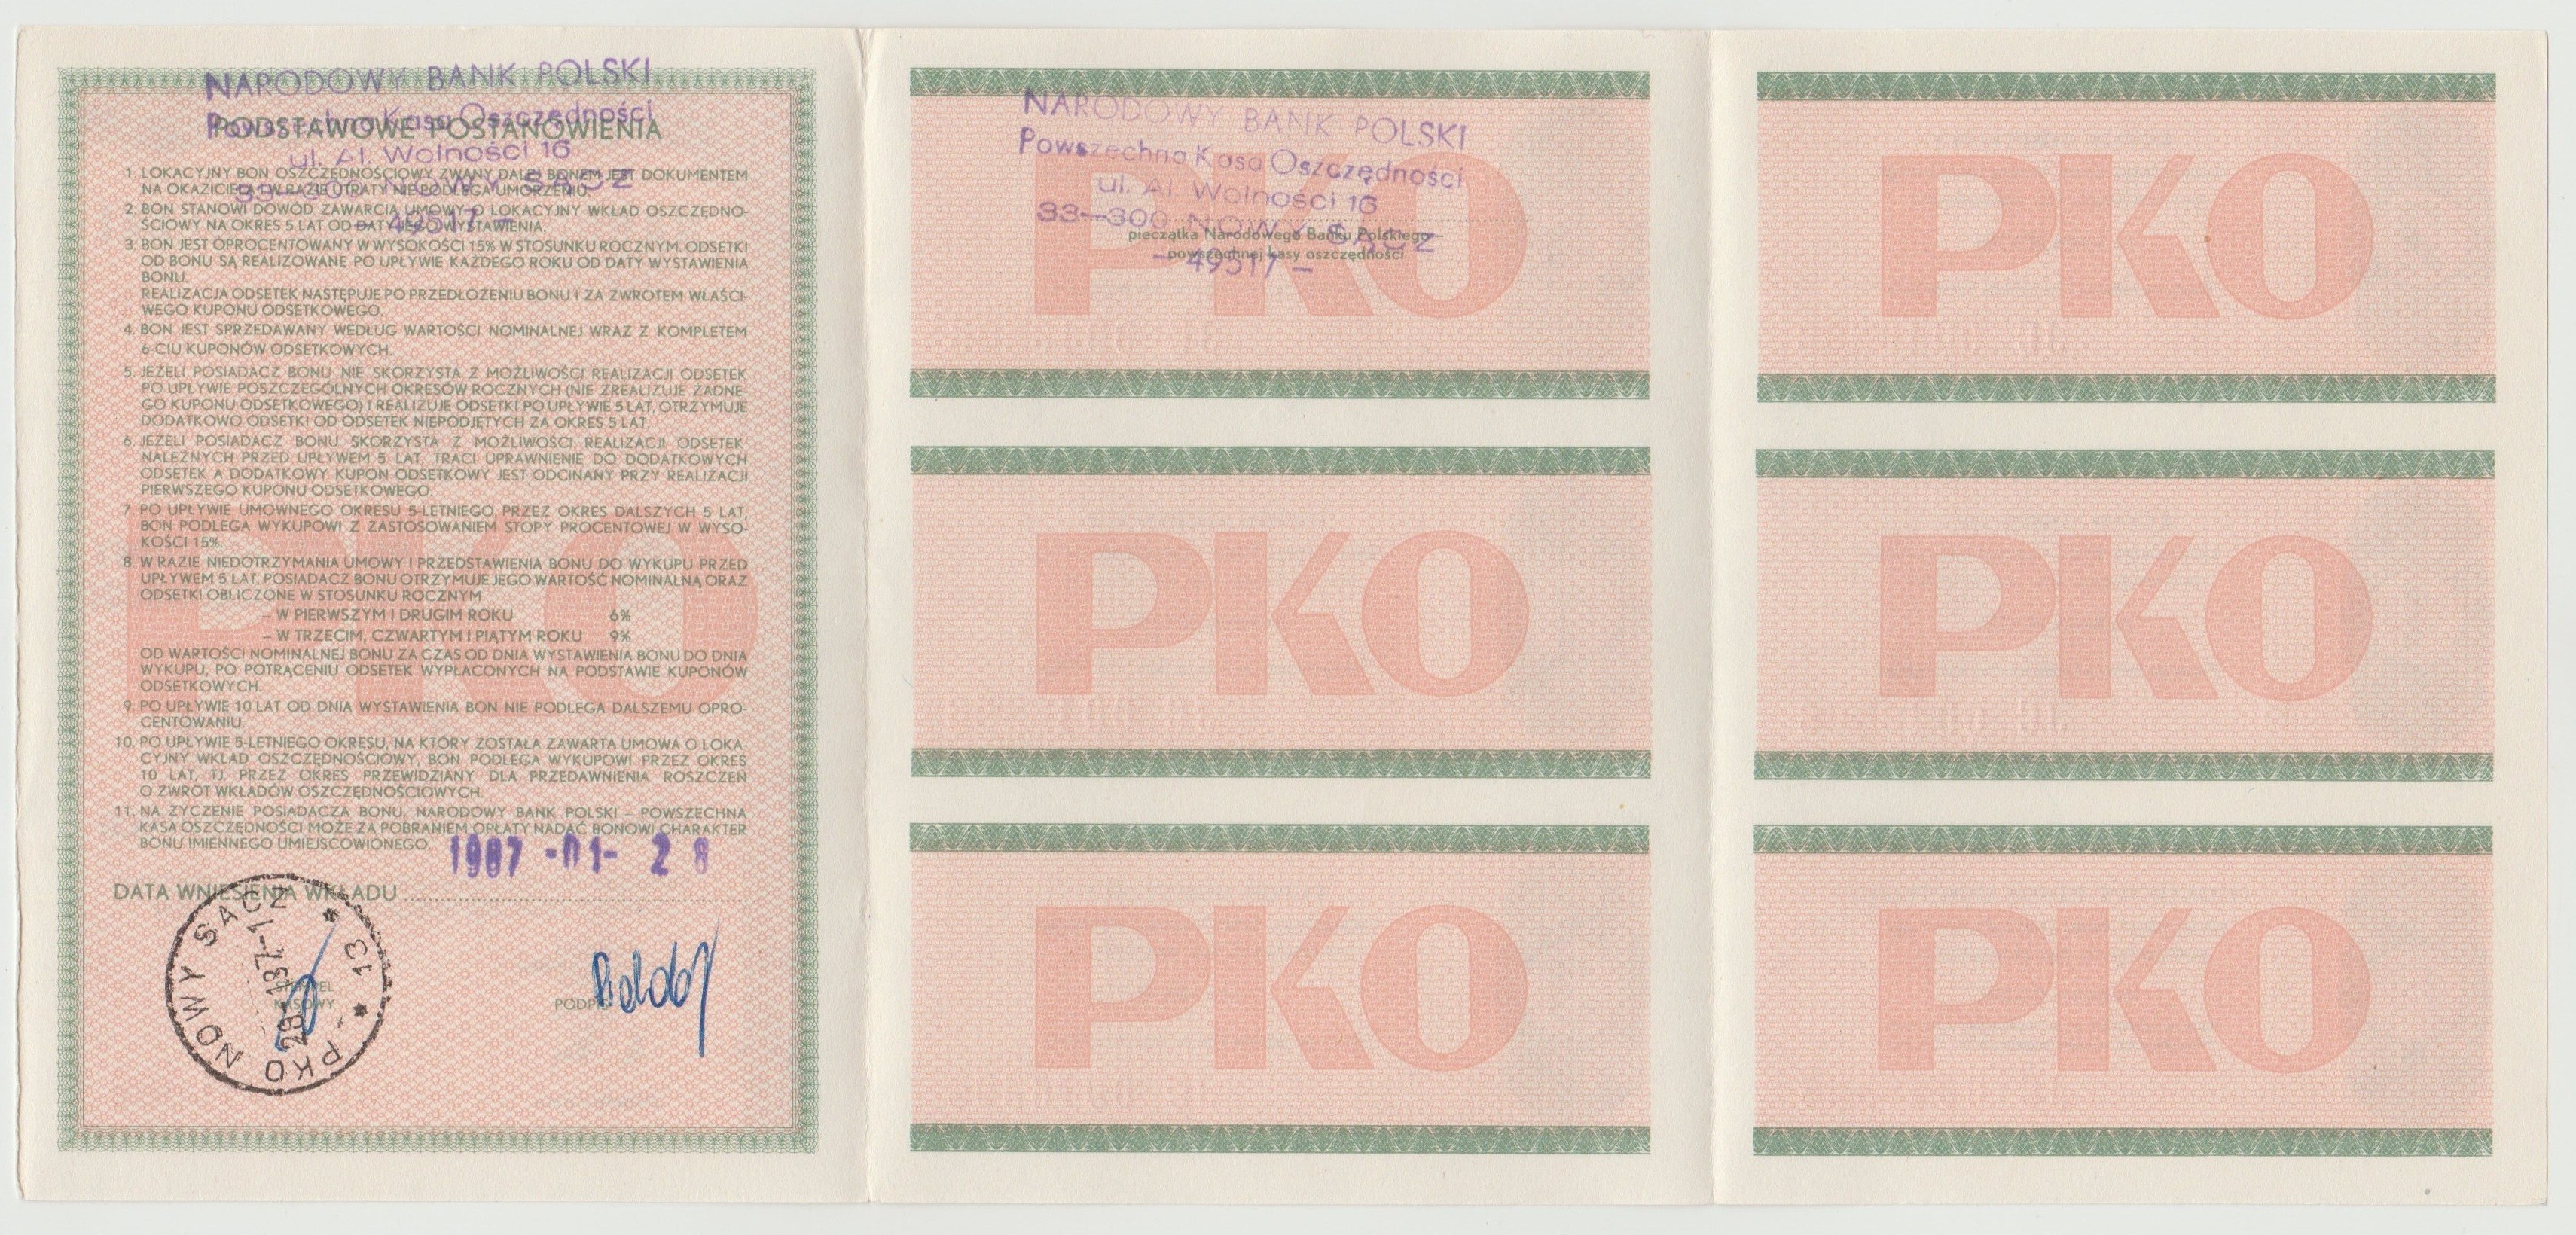 NARODOWY BANK POLSKI
Powszechna Kasa Oszczędności
PODSTAWOWE POSTANOWIENIA
ul. Al. Wolności 16
33-300 NOWY SĄCZ
- 49517 -
1. LOKACYJNY BON OSZCZĘDNOŚCIOWY ZWANY DALEJ BONEM JEST DOKUMENTEM
NA OKAZICIELA I W RAZIE UTRATY NIE PODLEGA UMORZENIU.
2. BON STANOWI DOWÓD ZAWARCIA UMOWY O LOKACYJNY WKŁAD OSZCZĘDNO-
ŚCIOWY NA OKRES 5 LAT OD DATY JEGO WYSTAWIENIA.
3. BON JEST OPROCENTOWANY W WYSOKOŚCI 15% W STOSUNKU ROCZNYM. ODSETKI
OD BONU SĄ REALIZOWANE PO UPŁYWIE KAŻDEGO ROKU OD DATY WYSTAWIENIA
BONU.
REALIZACJA ODSETEK NASTĘPUJE PO PRZEDŁOŻENIU BONU I ZA ZWROTEM WŁAŚCI-
WEGO KUPONU ODSETKOWEGO.
4. BON JEST SPRZEDAWANY WEDŁUG WARTOŚCI NOMINALNEJ WRAZ Z KOMPLETEM
6-CIU KUPONÓW ODSETKOWYCH.
5. JEŻELI POSIADACZ BONU NIE SKORZYSTA Z MOŻLIWOŚCI REALIZACJI ODSETEK
PO UPŁYWIE POSZCZEGÓLNYCH OKRESÓW ROCZNYCH (NIE ZREALIZUJE ŻADNE-
GO KUPONU ODSETKOWEGO) I REALIZUJE ODSETKI PO UPŁYWIE 5 LAT, OTRZYMUJE
DODATKOWO ODSETKI OD ODSETEK NIEPODJĘTYCH ZA OKRES 5 LAT.
6. JEŻELI POSIADACZ BONU SKORZYSTA Z MOŻLIWOŚCI REALIZACJI ODSETEK
NALEŻNYCH PRZED UPŁYWEM 5 LAT, TRACI UPRAWNIENIE DO DODATKOWYCH
ODSETEK A DODATKOWY KUPON ODSETKOWY JEST ODCINANY PRZY REALIZACJI
PIERWSZEGO KUPONU ODSETKOWEGO.
7. PO UPŁYWIE UMOWNEGO OKRESU 5-LETNIEGO, PRZEZ OKRES DALSZYCH 5 LAT,
BON PODLEGA WYKUPOWI Z ZASTOSOWANIEM STOPY PROCENTOWEJ W WYSO-
KOŚCI 15%.
8. W RAZIE NIEDOTRZYMANIA UMOWY I PRZEDSTAWIENIA BONU DO WYKUPU PRZED
UPŁYWEM 5 LAT, POSIADACZ BONU OTRZYMUJE JEGO WARTOŚĆ NOMINALNĄ ORAZ
ODSETKI OBLICZONE W STOSUNKU ROCZNYM
– W PIERWSZYM I DRUGIM ROKU 6%
– W TRZECIM, CZWARTYM I PIĄTYM ROKU 9%
OD WARTOŚCI NOMINALNEJ BONU ZA CZAS OD DNIA WYSTAWIENIA BONU DO DNIA
WYKUPU, PO POTRĄCENIU ODSETEK WYPŁACONYCH NA PODSTAWIE KUPONÓW
ODSETKOWYCH.
9. PO UPŁYWIE 10 LAT OD DNIA WYSTAWIENIA BON NIE PODLEGA DALSZEMU OPRO-
CENTOWANIU.
10. PO UPŁYWIE 5-LETNIEGO OKRESU, NA KTÓRY ZOSTAŁA ZAWARTA UMOWA O LOKA-
CYJNY WKŁAD OSZCZĘDNOŚCIOWY, BON PODLEGA WYKUPOWI PRZEZ OKRES
10 LAT, TJ. PRZEZ OKRES PRZEWIDZIANY DLA PRZEDAWNIENIA ROSZCZEŃ
O ZWROT WKŁADÓW OSZCZĘDNOŚCIOWYCH.
11. NA ŻYCZENIE POSIADACZA BONU, NARODOWY BANK POLSKI – POWSZECHNA
KASA OSZCZĘDNOŚCI MOŻE ZA POBRANIEM OPŁATY NADAĆ BONOWI CHARAKTER
BONU IMIENNEGO UMIEJSCOWIONEGO.
1987 -01- 28
DATA WNIESIENIA WKŁADU
PKO NOWY SĄCZ * 13 *
28-1 87-1
STEMPEL
KASOWY
PODPIS
PKO
NARODOWY BANK POLSKI
Powszechna Kasa Oszczędności
ul. Al. Wolności 16
33-300 NOWY SĄCZ
pieczątka Narodowego Banku Polskiego –
powszechnej kasy oszczędności
- 49517 -
PKO
PKO
PKO
PKO
PKO
PKO